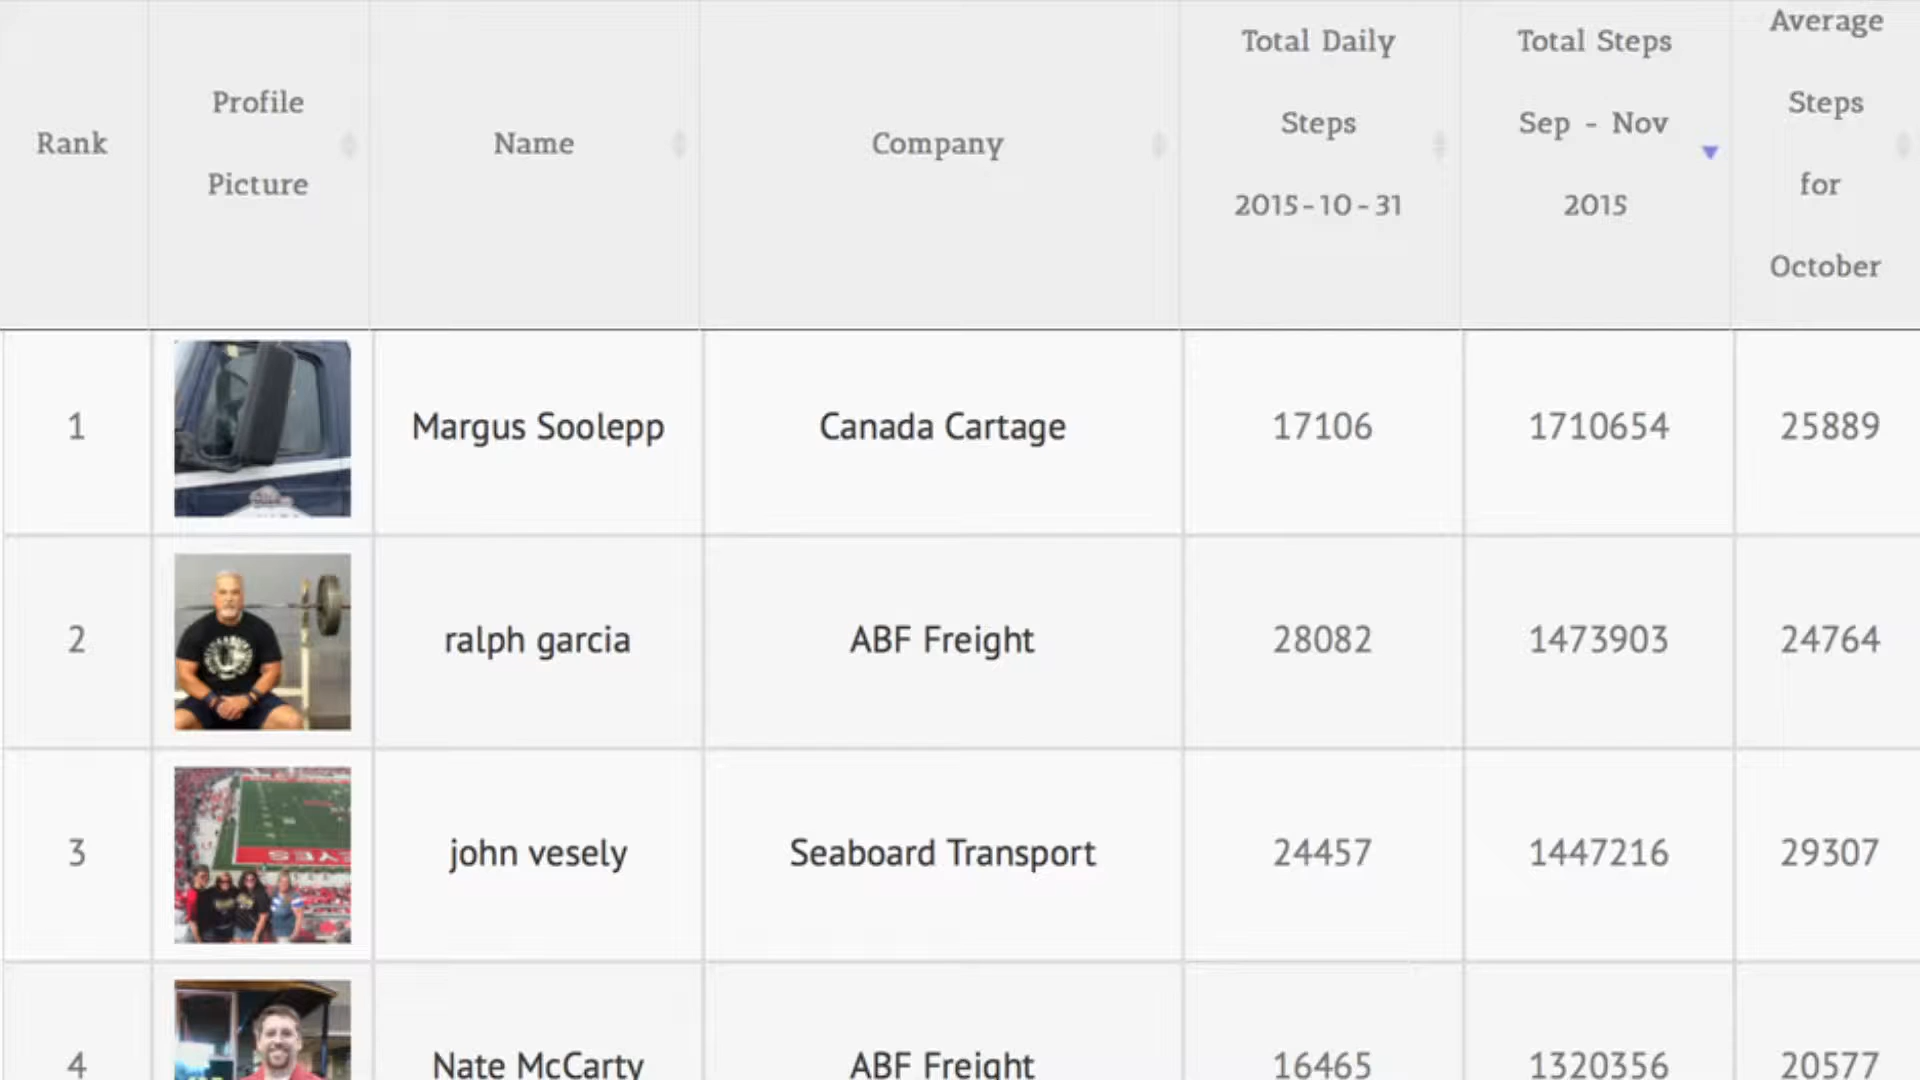 Rank
Profile
Picture
Name
Company
Total Daily
Steps
2015-10-31
Total Steps
Sep - Nov
2015
Average
Steps
for
October
1 Margus Soolepp Canada Cartage 17106 1710654 25889
2 ralph garcia ABF Freight 28082 1473903 24764
3 john vesely Seaboard Transport 24457 1447216 29307
4 Nate McCarty ABF Freight 16465 1320356 20577